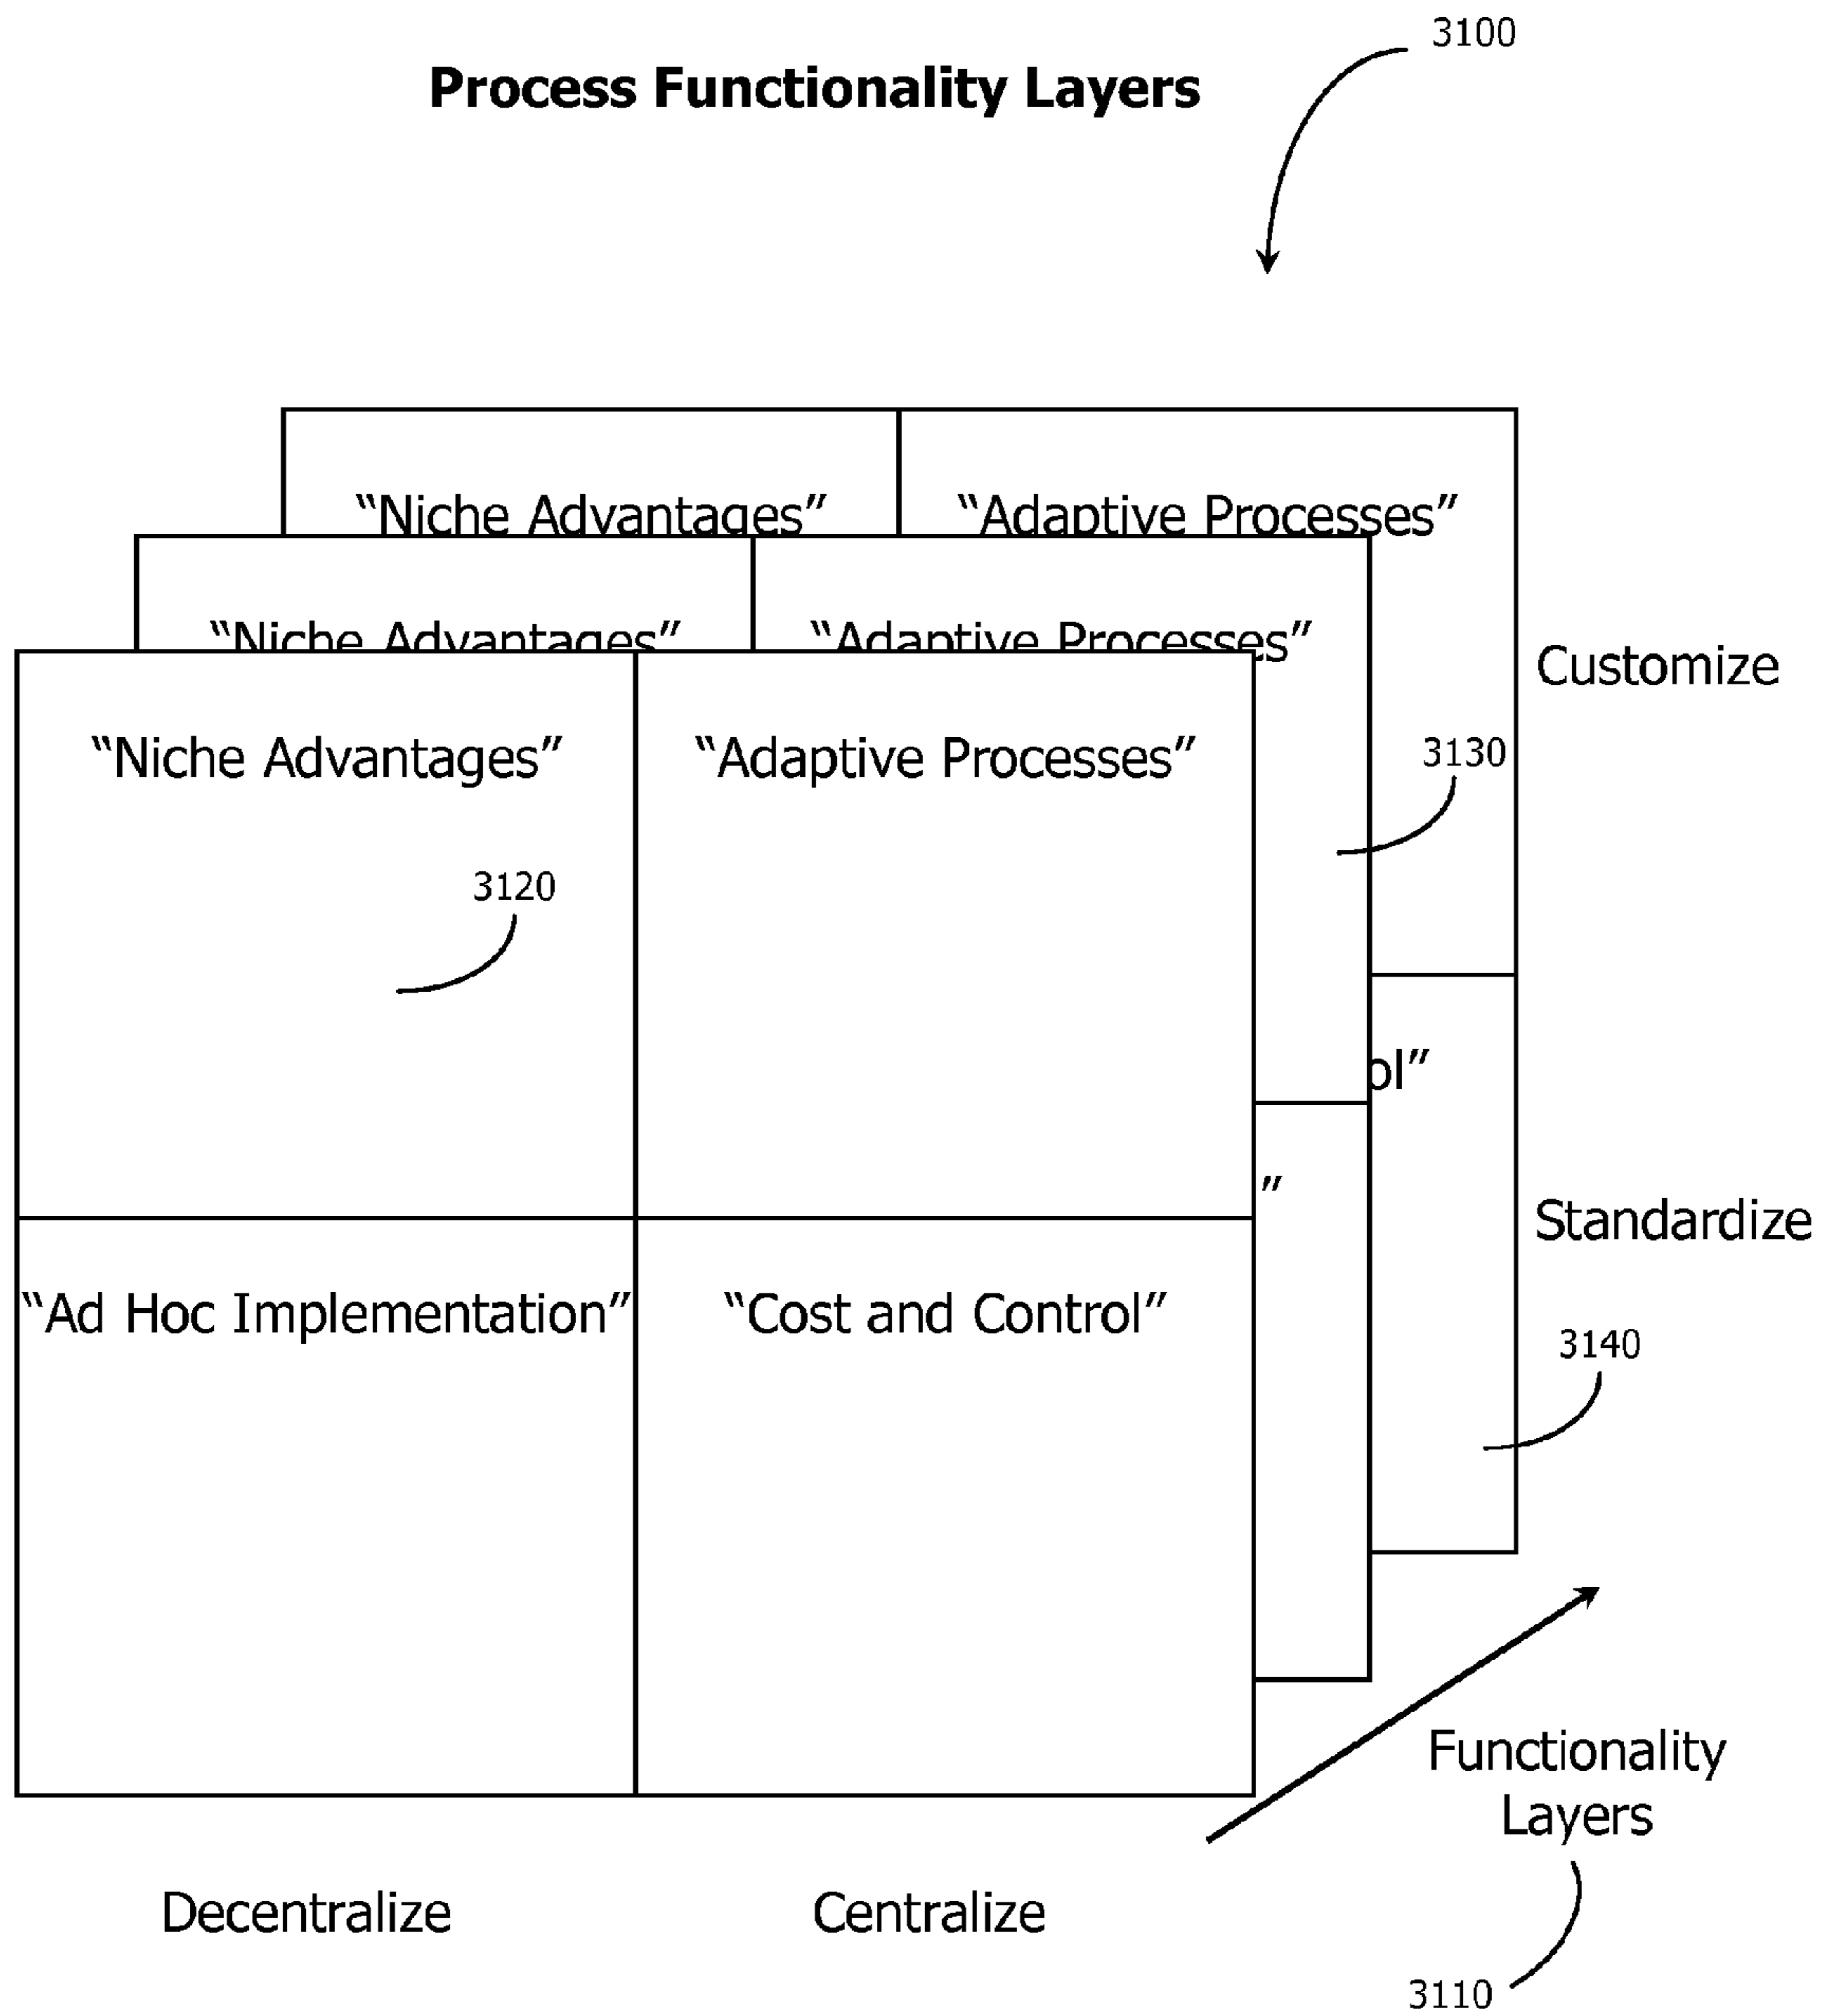 3100
Process Functionality Layers
“Niche Advantages” “Adaptive Processes”
“Niche Advantages” “Adaptive Processes”
Customize
“Niche Advantages” “Adaptive Processes”
3130
3120
ol”
”
Standardize
“Ad Hoc Implementation” “Cost and Control”
3140
Functionality
Layers
Decentralize Centralize
3110